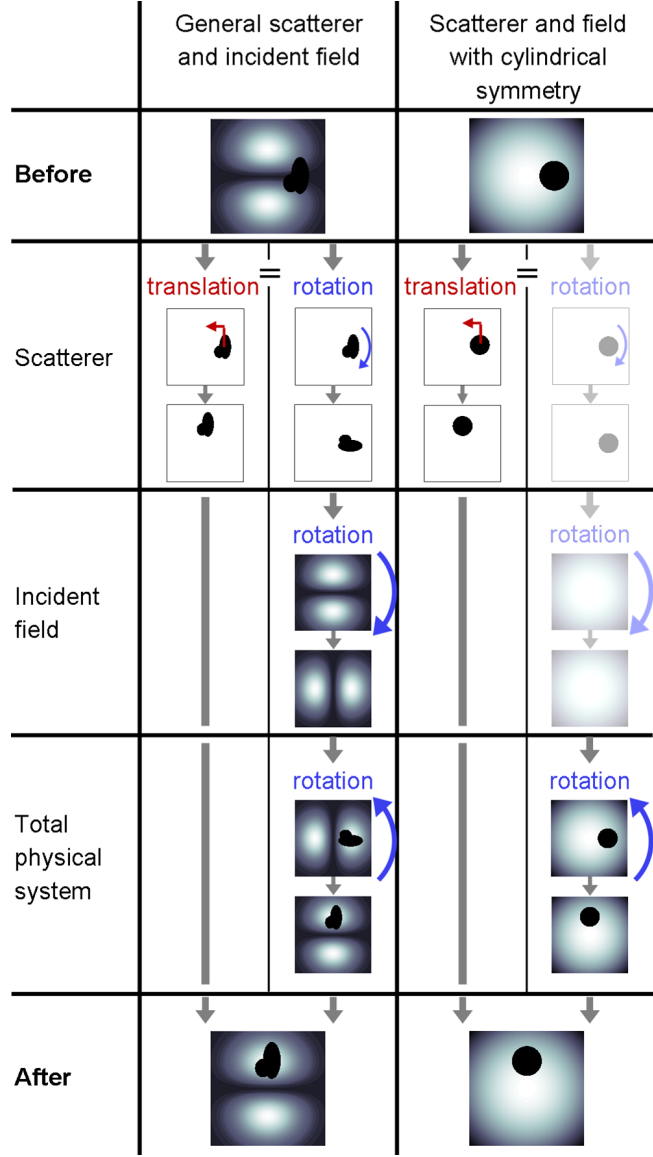 General scatterer
and incident field
Scatterer and field
with cylindrical
symmetry
Before
translation
=
rotation
translation
=
rotation
Scatterer
rotation
rotation
Incident
field
rotation
rotation
Total
physical
system
After